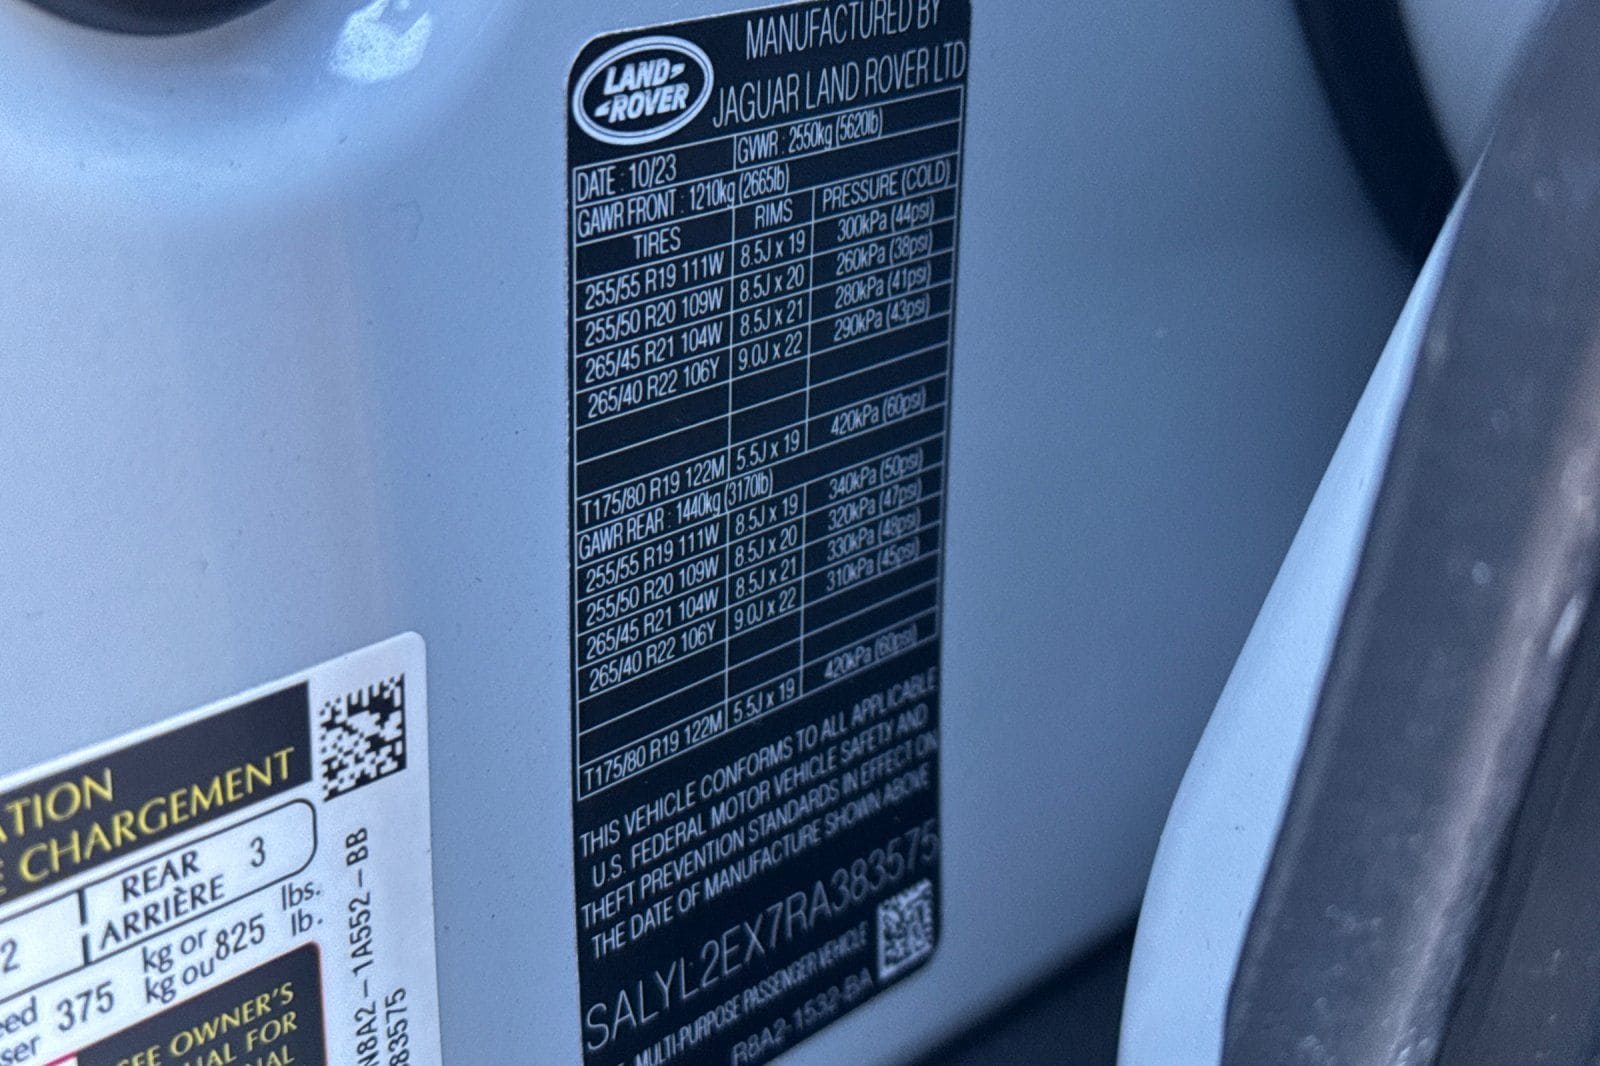 LAND-
-ROVER
MANUFACTURED BY
JAGUAR LAND ROVER LTD
DATE : 10/23 GVWR : 2550kg (5620lb)
GAWR FRONT : 1210kg (2665lb)
TIRES RIMS PRESSURE (COLD)
255/55 R19 111W 8.5J x 19 300kPa (44psi)
255/50 R20 109W 8.5J x 20 260kPa (38psi)
265/45 R21 104W 8.5J x 21 280kPa (41psi)
265/40 R22 106Y 9.0J x 22 290kPa (43psi)
T175/80 R19 122M 5.5J x 19 420kPa (60psi)
GAWR REAR : 1440kg (3170lb)
255/55 R19 111W 8.5J x 19 340kPa (50psi)
255/50 R20 109W 8.5J x 20 320kPa (47psi)
265/45 R21 104W 8.5J x 21 330kPa (48psi)
265/40 R22 106Y 9.0J x 22 310kPa (45psi)
T175/80 R19 122M 5.5J x 19 420kPa (60psi)
THIS VEHICLE CONFORMS TO ALL APPLICABLE
U.S. FEDERAL MOTOR VEHICLE SAFETY AND
THEFT PREVENTION STANDARDS IN EFFECT ON
THE DATE OF MANUFACTURE SHOWN ABOVE
SALYL2EX7RA383575
MULTI-PURPOSE PASSENGER VEHICLE
R8A2-1532-BA
ATION
E CHARGEMENT
2 REAR 3
ARRIÈRE
eed 375 kg or 825 lbs.
ser kg ou lb.
SEE OWNER'S
UAL FOR
NAL
W8A2-1A552-BB
83575